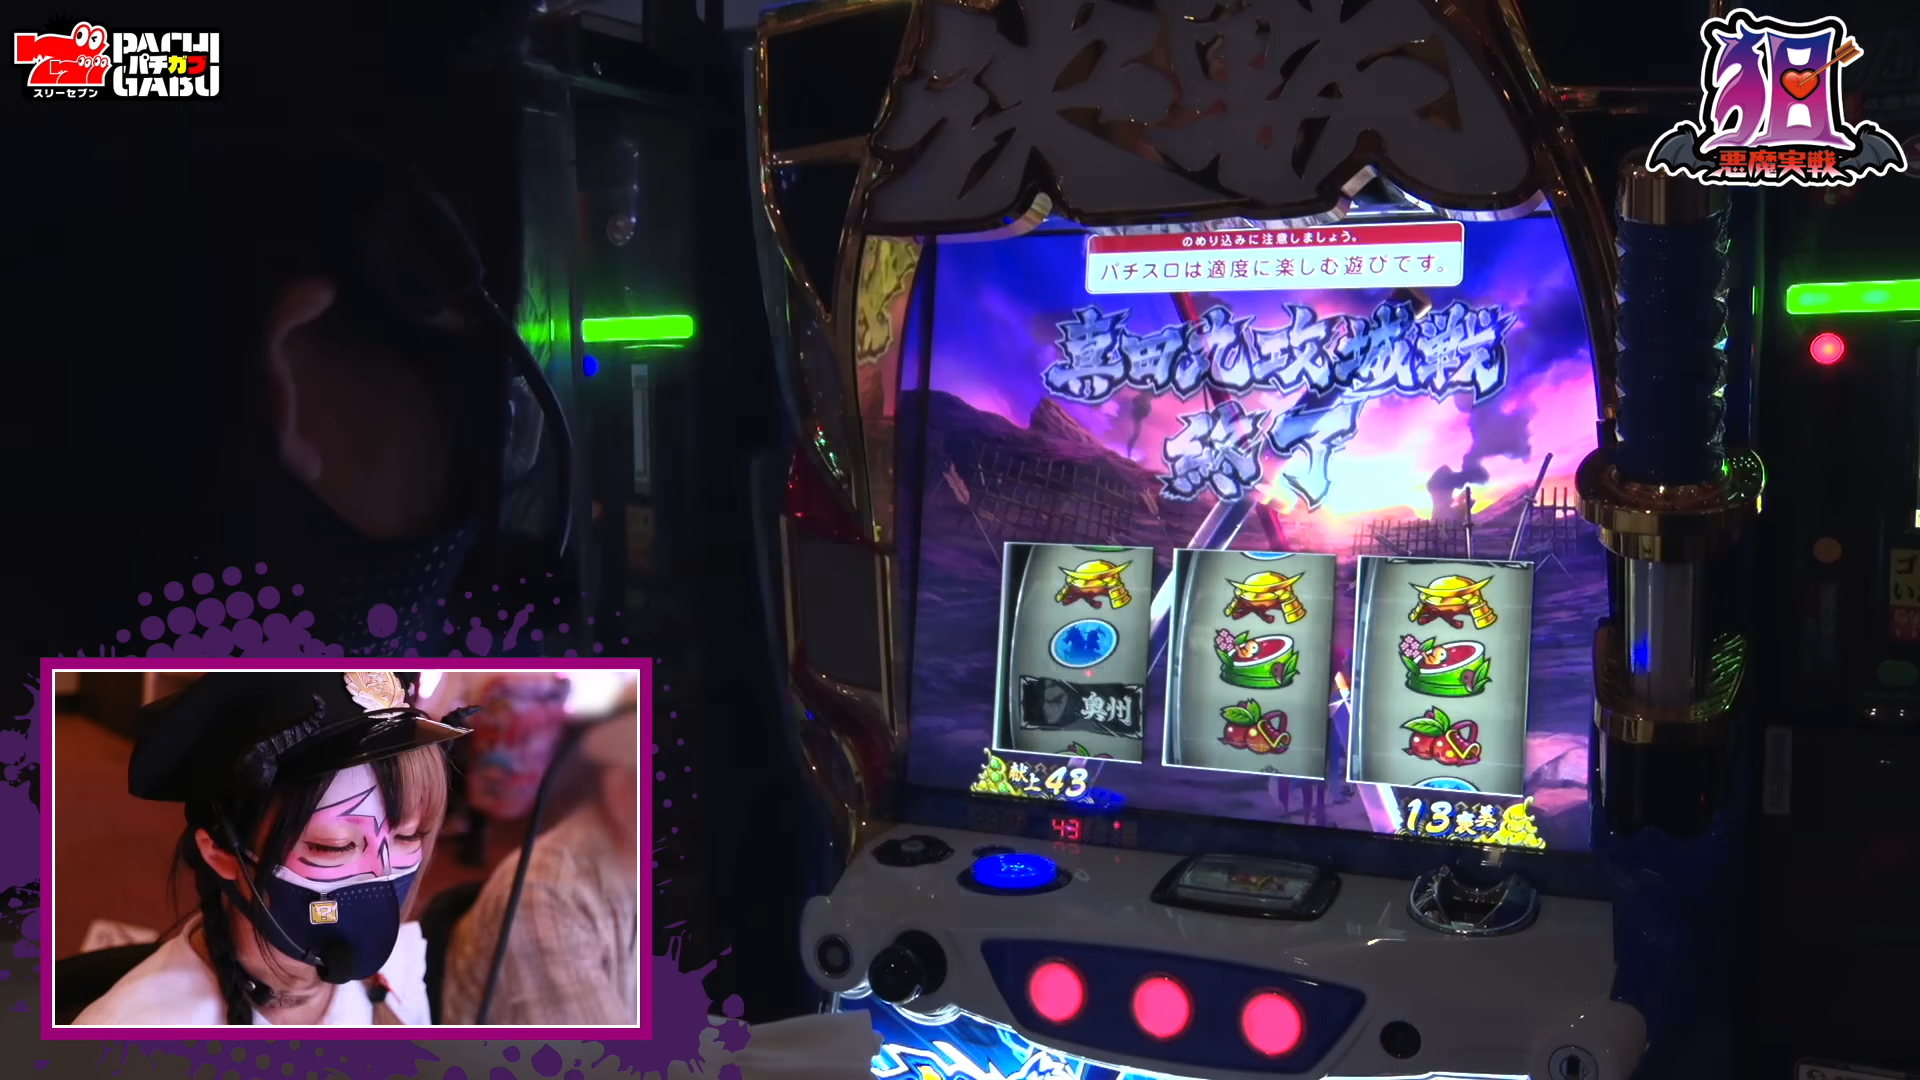 PACHI
パチガブ
GABU
スリーセブン
狙
悪魔実戦
決戦
のめり込みに注意しましょう。
パチスロは適度に楽しむ遊びです。
真田丸攻城戦
終了
奥州
献上43
13褒美
43